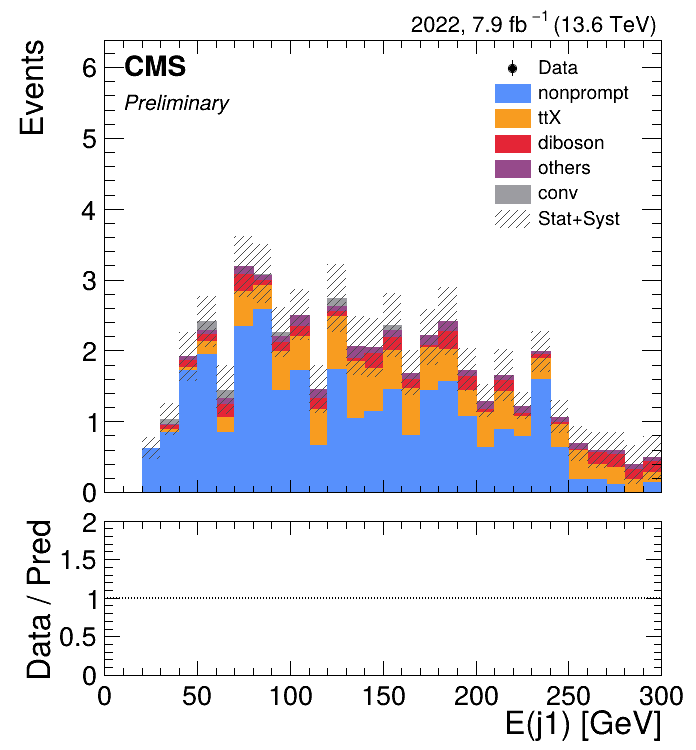 2022, 7.9 fb⁻¹ (13.6 TeV)
CMS
Preliminary
Events
6
5
4
3
2
1
0
Data
nonprompt
ttX
diboson
others
conv
Stat+Syst
Data / Pred
2
1.5
1
0.5
0
0 50 100 150 200 250 300
E(j1) [GeV]